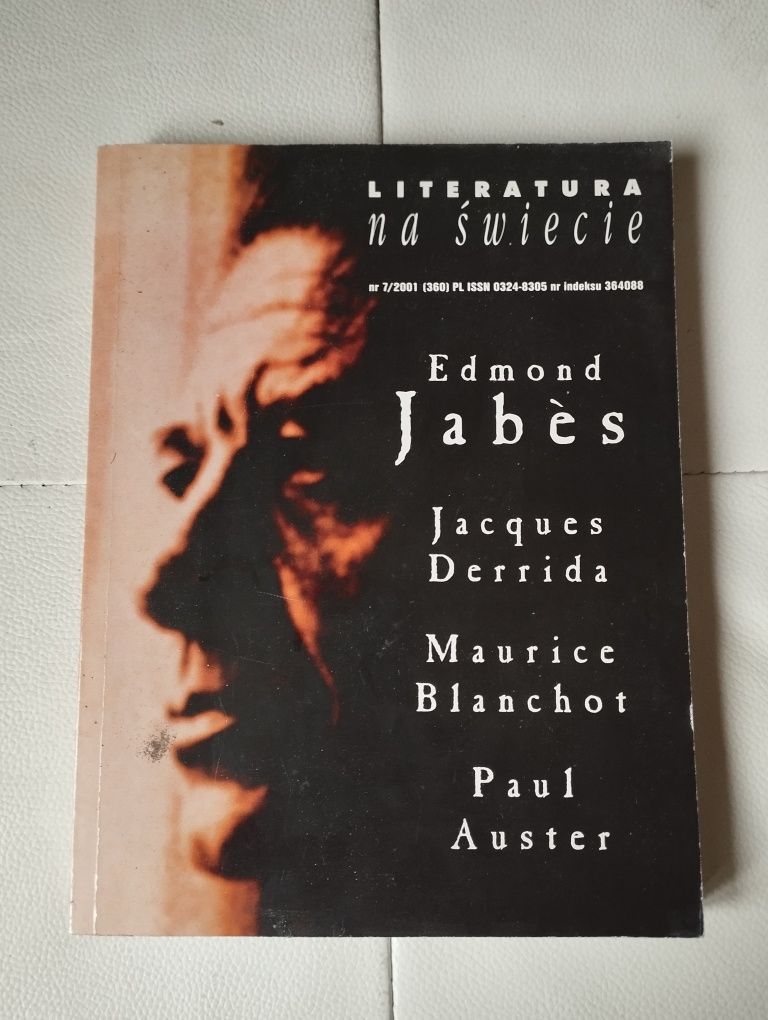 LITERATURA
na świecie
nr 7/2001 (360) PL ISSN 0324-8305 nr indeksu 364088
Edmond
Jabès
Jacques
Derrida
Maurice
Blanchot
Paul
Auster